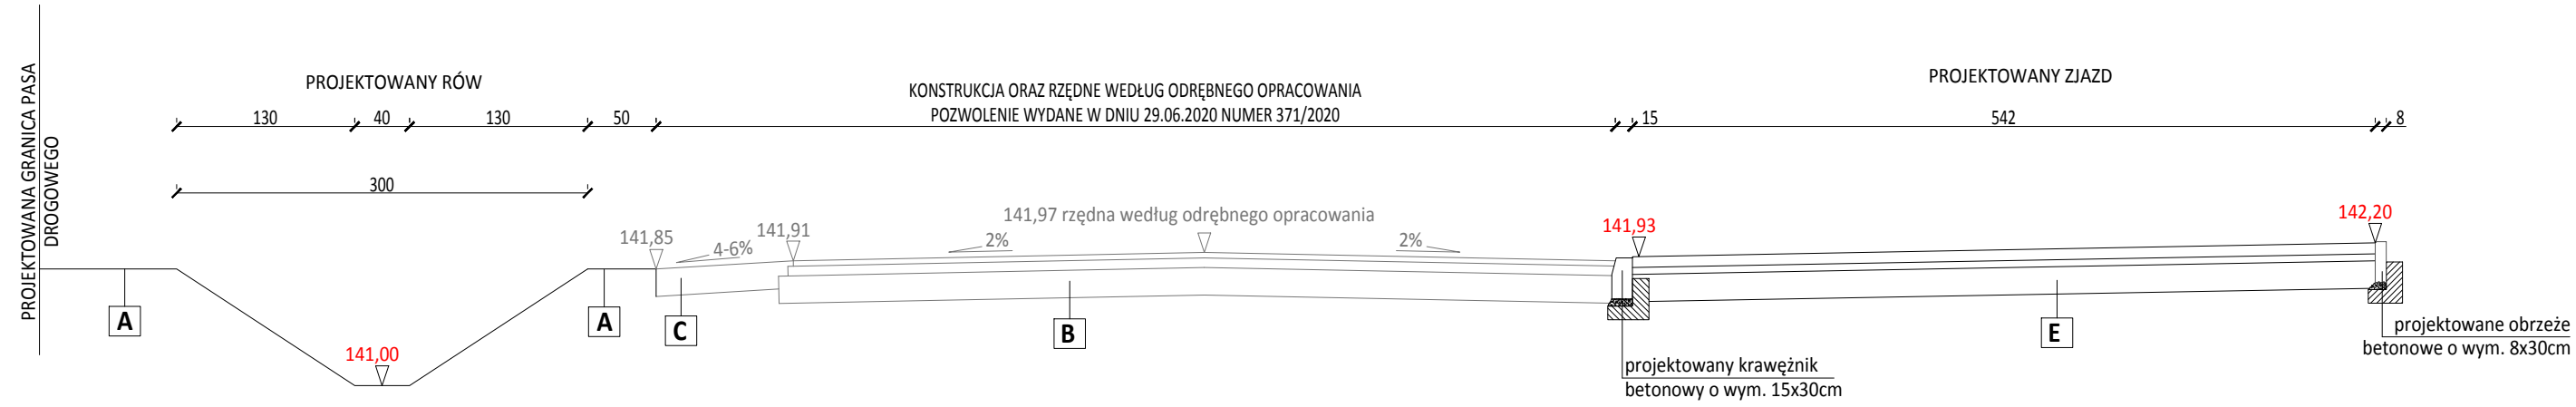 PROJEKTOWANA GRANICA PASA
DROGOWEGO
PROJEKTOWANY RÓW
KONSTRUKCJA ORAZ RZĘDNE WEDŁUG ODRĘBNEGO OPRACOWANIA
POZWOLENIE WYDANE W DNIU 29.06.2020 NUMER 371/2020
PROJEKTOWANY ZJAZD
130
40
130
50
15
542
8
300
141,97 rzędna według odrębnego opracowania
141,85
4-6%
141,91
2%
2%
141,93
142,20
A
141,00
A
C
B
E
projektowany krawężnik
betonowy o wym. 15x30cm
projektowane obrzeże
betonowe o wym. 8x30cm